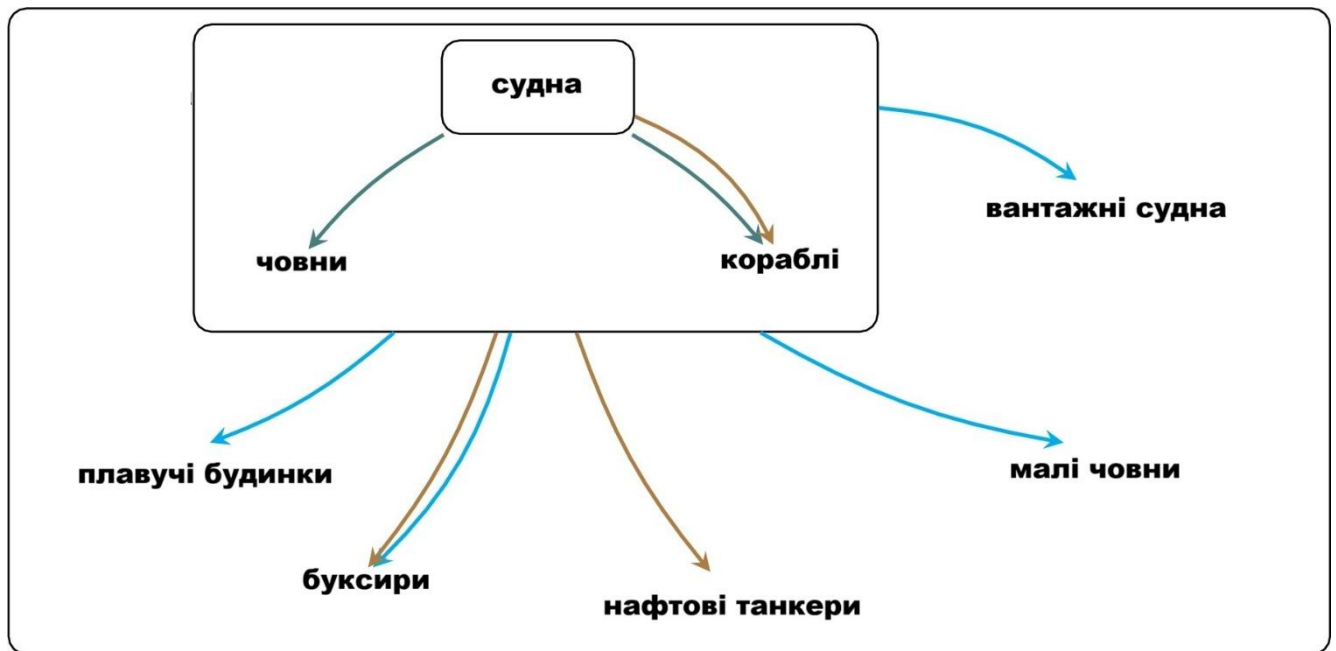 судна
човни
кораблі
вантажні судна
плавучі будинки
малі човни
буксири
нафтові танкери